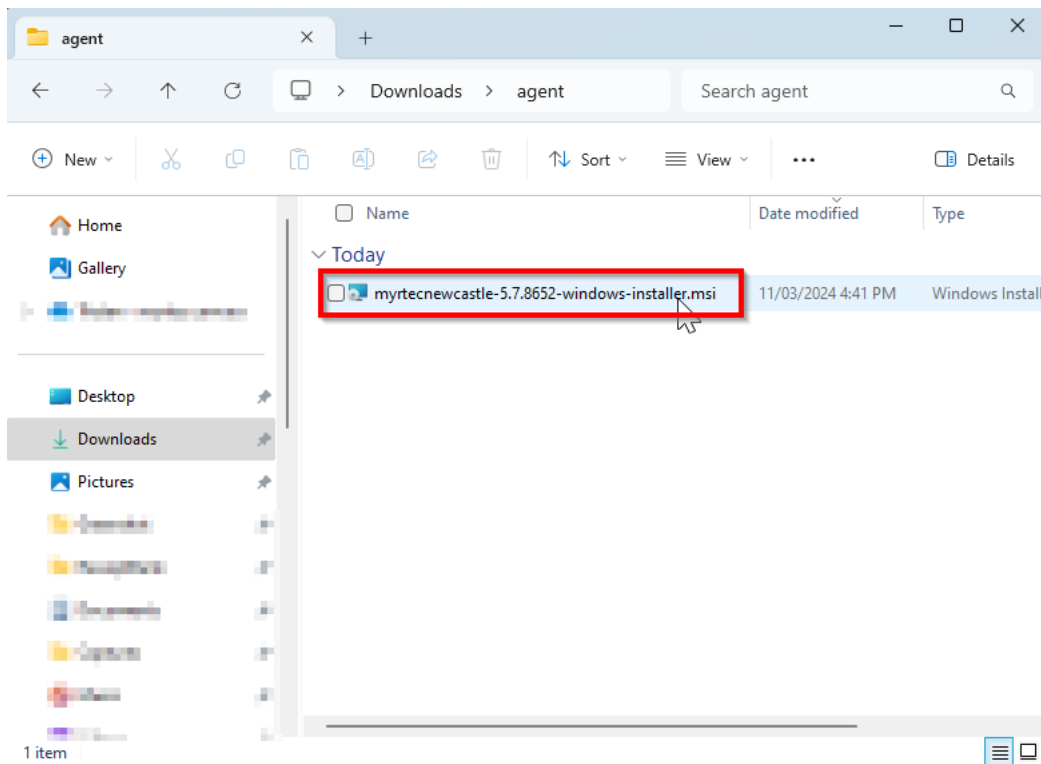 agent
Downloads > agent
Search agent
New
Sort
View
Details
Home
Gallery
Desktop
Downloads
Pictures
Name
Date modified
Type
Today
myrtecnewcastle-5.7.8652-windows-installer.msi
11/03/2024 4:41 PM
Windows Install
1 item